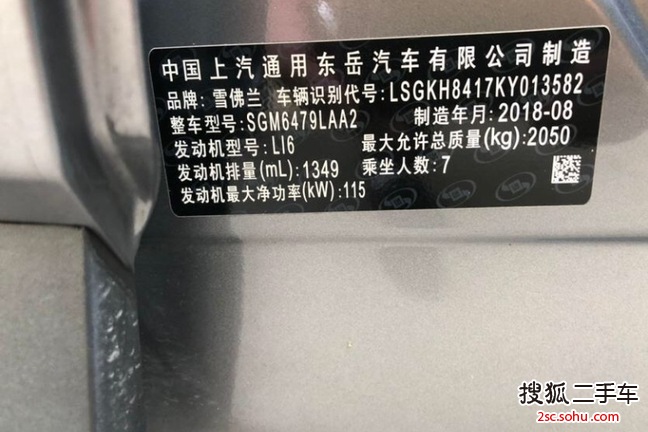 中国上汽通用东岳汽车有限公司制造
品牌: 雪佛兰 车辆识别代号: LSGKH8417KY013582
整车型号: SGM6479LAA2 制造年月: 2018-08
发动机型号: LI6 最大允许总质量(kg): 2050
发动机排量(mL): 1349 乘坐人数: 7
发动机最大净功率(kW): 115
搜狐 二手车
2sc.sohu.com